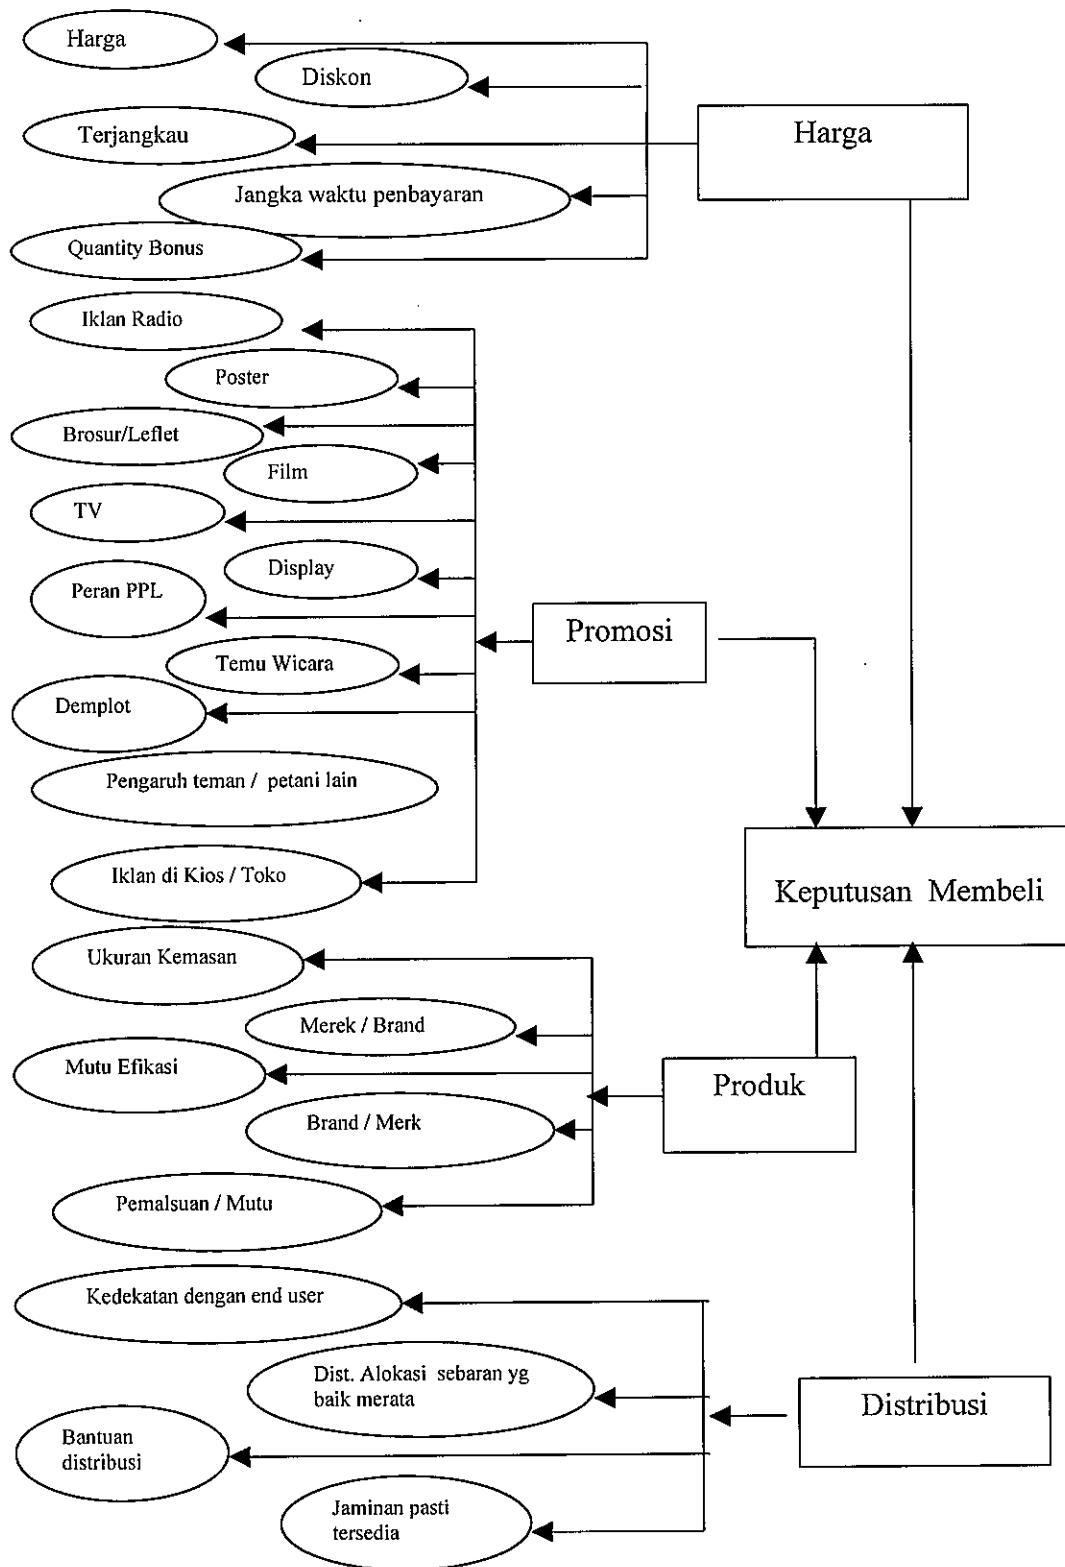 Harga
Diskon
Terjangkau
Harga
Jangka waktu penbayaran
Quantity Bonus
Iklan Radio
Poster
Brosur/Leflet
Film
TV
Display
Peran PPL
Promosi
Temu Wicara
Demplot
Pengaruh teman / petani lain
Iklan di Kios / Toko
Keputusan Membeli
Ukuran Kemasan
Merek / Brand
Mutu Efikasi
Produk
Brand / Merk
Pemalsuan / Mutu
Kedekatan dengan end user
Dist. Alokasi sebaran yg
baik merata
Distribusi
Bantuan
distribusi
Jaminan pasti
tersedia